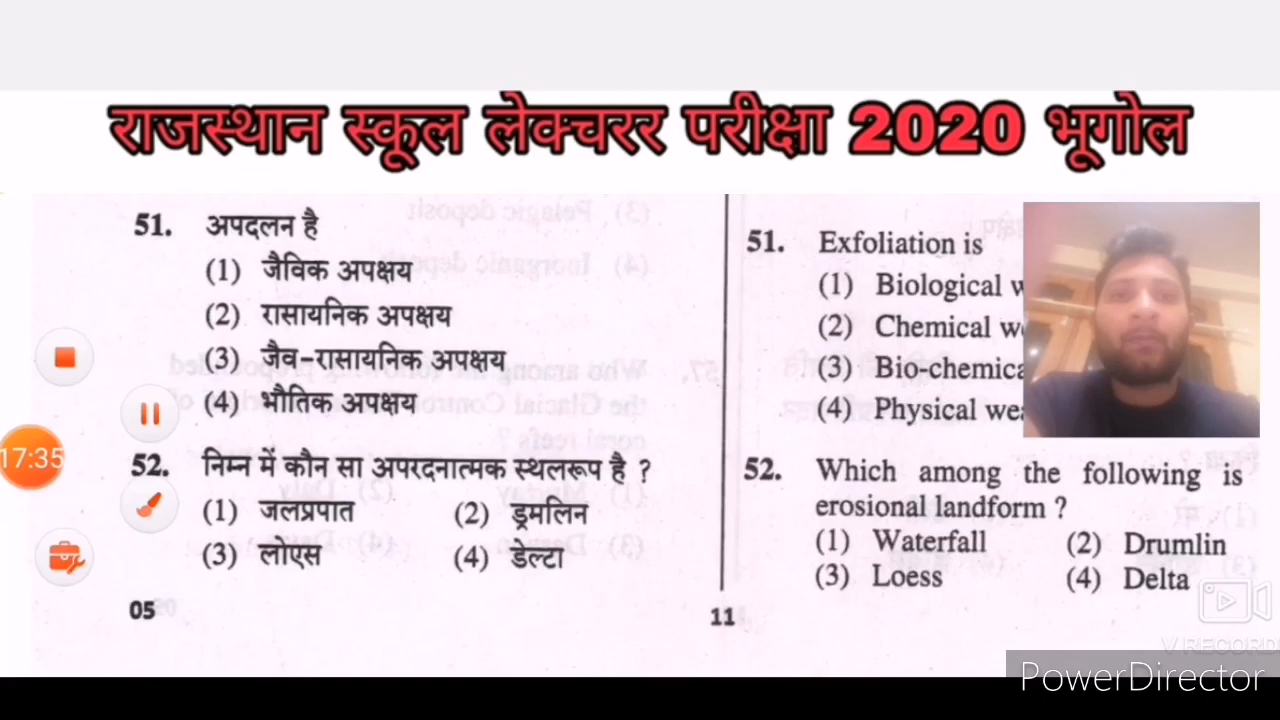 राजस्थान स्कूल लेक्चरर परीक्षा 2020 भूगोल
51. अपदलन है
(1) जैविक अपक्षय
(2) रासायनिक अपक्षय
(3) जैव-रासायनिक अपक्षय
(4) भौतिक अपक्षय
52. निम्न में कौन सा अपरदनात्मक स्थलरूप है ?
(1) जलप्रपात (2) ड्रमलिन
(3) लोएस (4) डेल्टा
05
17:35
51. Exfoliation is
(1) Biological w
(2) Chemical we
(3) Bio-chemica
(4) Physical wea
52. Which among the following is
erosional landform ?
(1) Waterfall (2) Drumlin
(3) Loess (4) Delta
11
V RECORD
PowerDirector